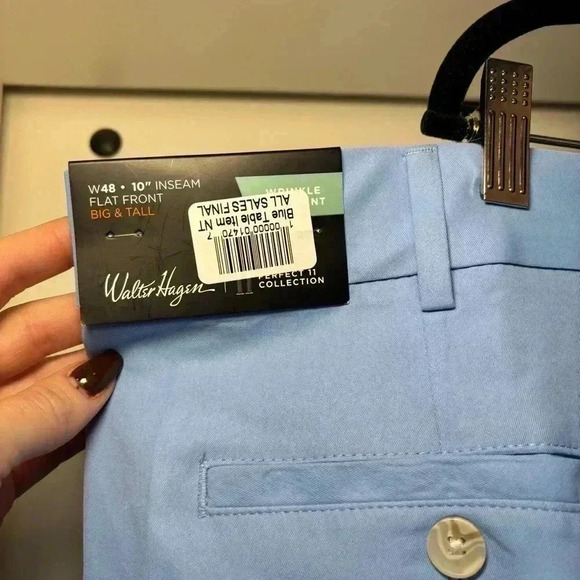 W48 • 10" INSEAM
FLAT FRONT
BIG & TALL
WRINKLE
Walter Hagen
PERFECT 11
COLLECTION
Blue Table Item NT
ALL SALES FINAL